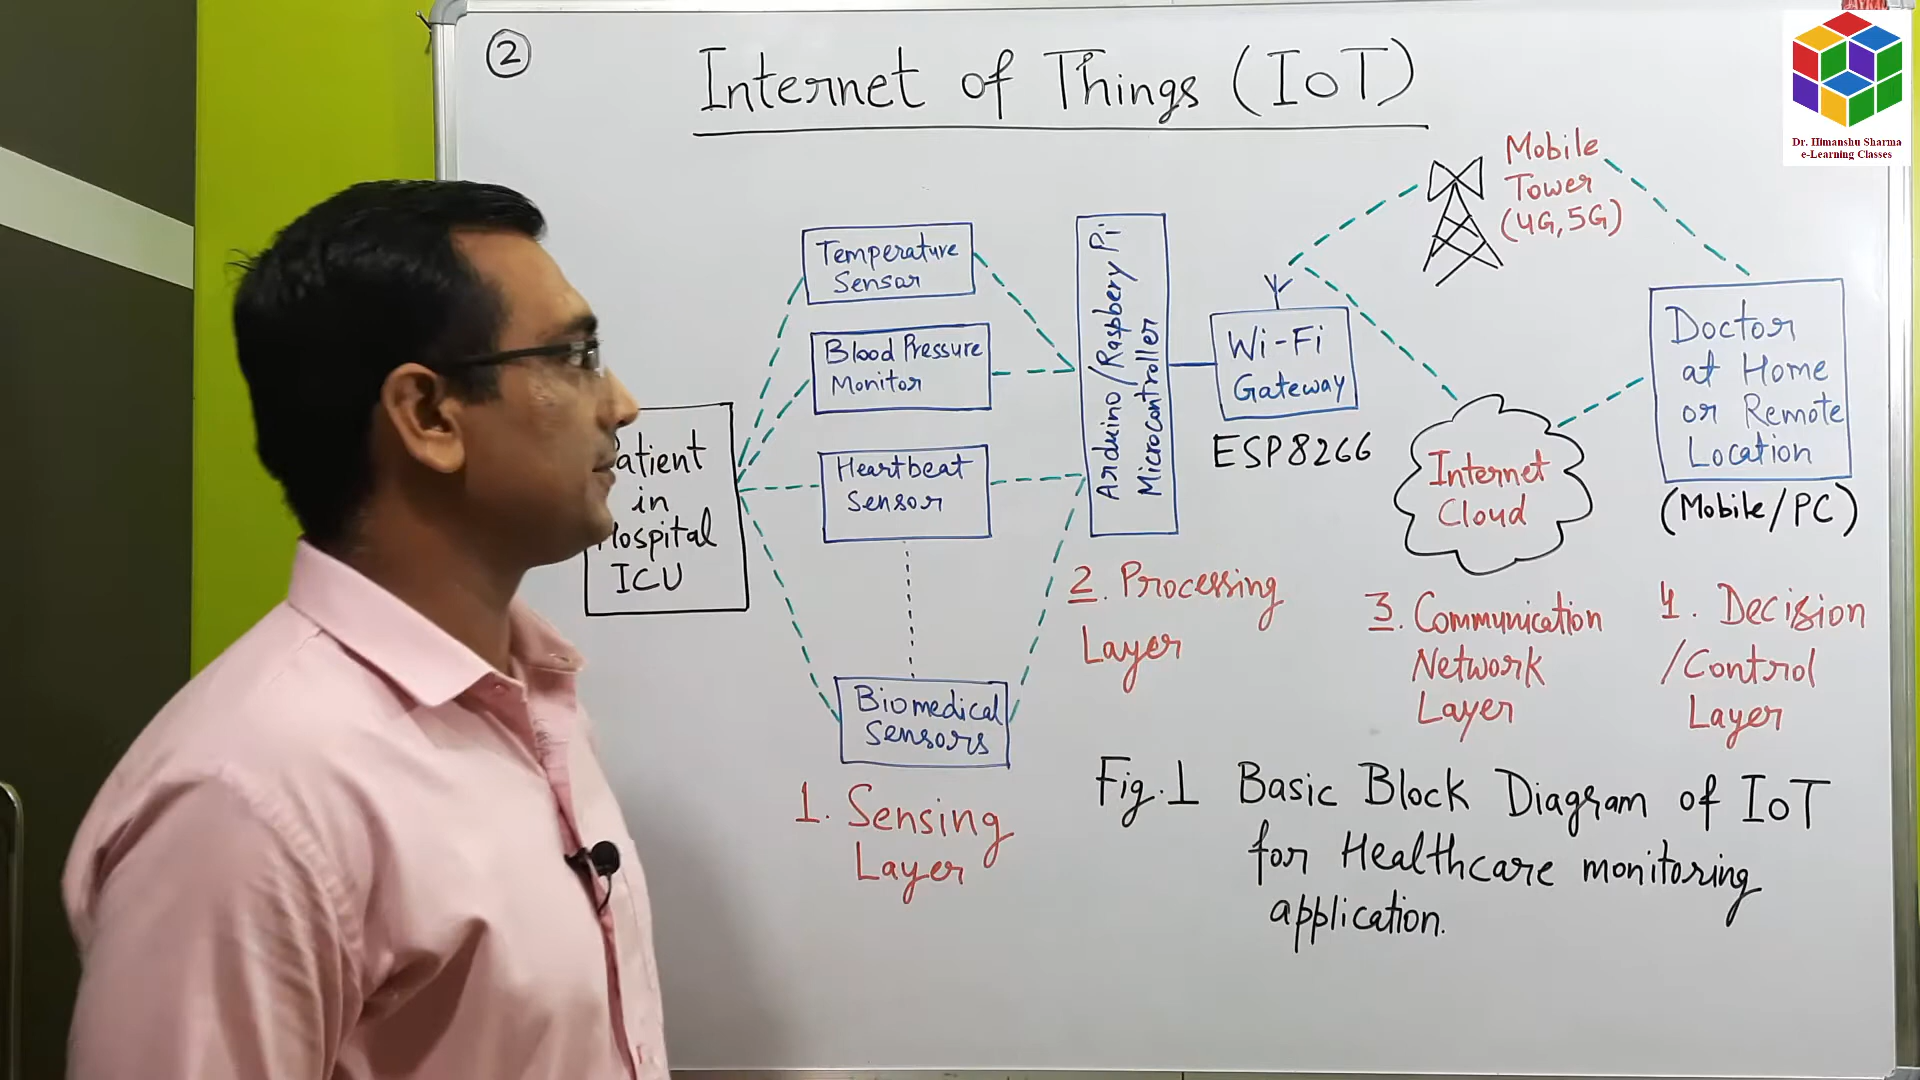 2
Internet of Things (IoT)
Dr. Himanshu Sharma
e-Learning Classes
Mobile
Tower
(4G, 5G)
Temperature
Sensor
Blood Pressure
Monitor
Heartbeat
Sensor
Biomedical
Sensors
1. Sensing
Layer
Patient
in
Hospital
ICU
Arduino/Raspbery Pi
Microcontroller
2. Processing
Layer
Wi-Fi
Gateway
ESP8266
Internet
Cloud
3. Communication
Network
Layer
Doctor
at Home
or Remote
Location
(Mobile/PC)
4. Decision
/Control
Layer
Fig.1 Basic Block Diagram of IoT
for Healthcare monitoring
application.